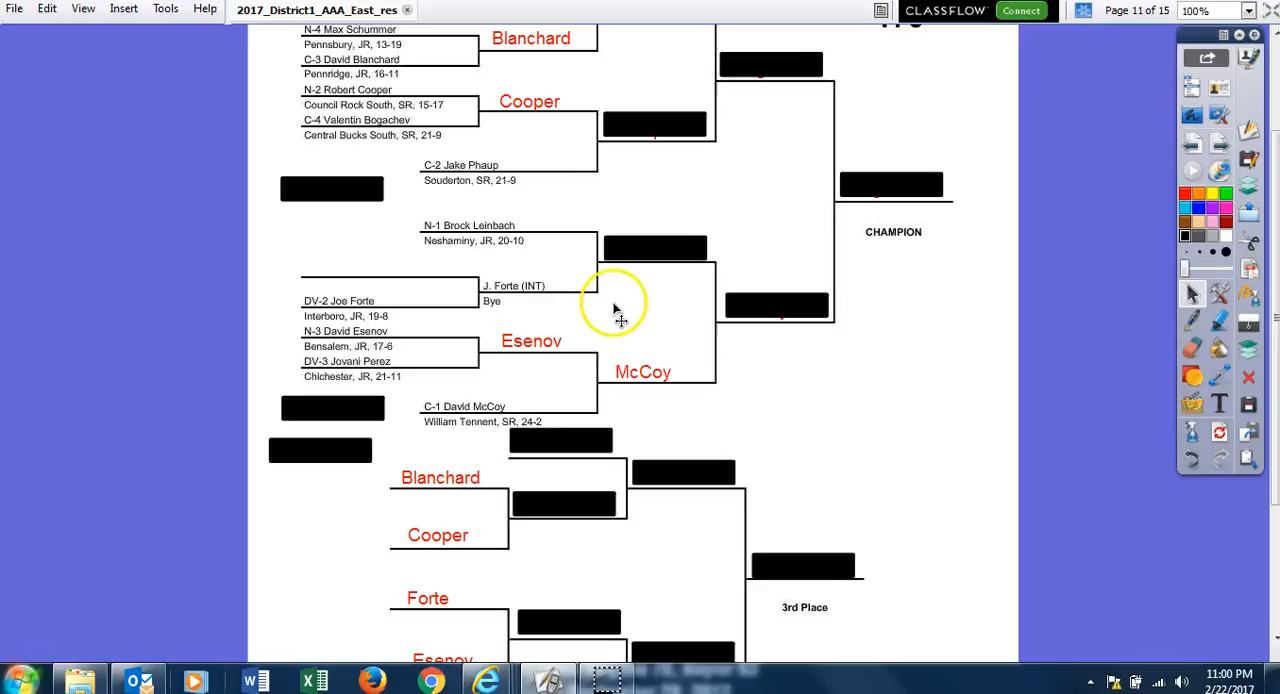 File Edit View Insert Tools Help 2017_District1_AAA_East_res CLASSFLOW Connect Page 11 of 15 100%
N-4 Max Schummer
Blanchard
Pennsbury, JR, 13-19
C-3 David Blanchard
Pennridge, JR, 16-11
N-2 Robert Cooper
Cooper
Council Rock South, SR, 15-17
C-4 Valentin Bogachev
Central Bucks South, SR, 21-9
C-2 Jake Phaup
Souderton, SR, 21-9
N-1 Brock Leinbach
CHAMPION
Neshaminy, JR, 20-10
J. Forte (INT)
DV-2 Joe Forte
Bye
Interboro, JR, 19-8
N-3 David Esenov
Esenov
Bensalem, JR, 17-6
DV-3 Jovani Perez
McCoy
Chichester, JR, 21-11
C-1 David McCoy
William Tennent, SR, 24-2
Blanchard
Cooper
Forte
3rd Place
Esenov
11:00 PM
2/22/2017